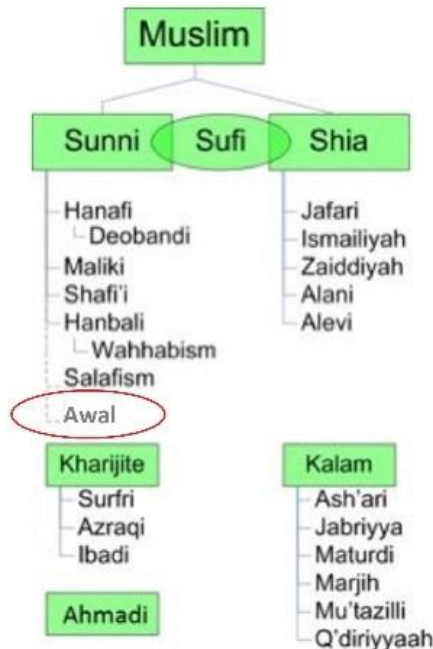 Muslim
Sunni Sufi Shia
Hanafi
Deobandi
Maliki
Shafi'i
Hanbali
Wahhabism
Salafism
Awal
Jafari
Ismailiyah
Zaiddiyah
Alani
Alevi
Kharijite
Surfri
Azraqi
Ibadi
Ahmadi
Kalam
Ash'ari
Jabriyya
Maturdi
Marjih
Mu'tazilli
Q'diriyyaah